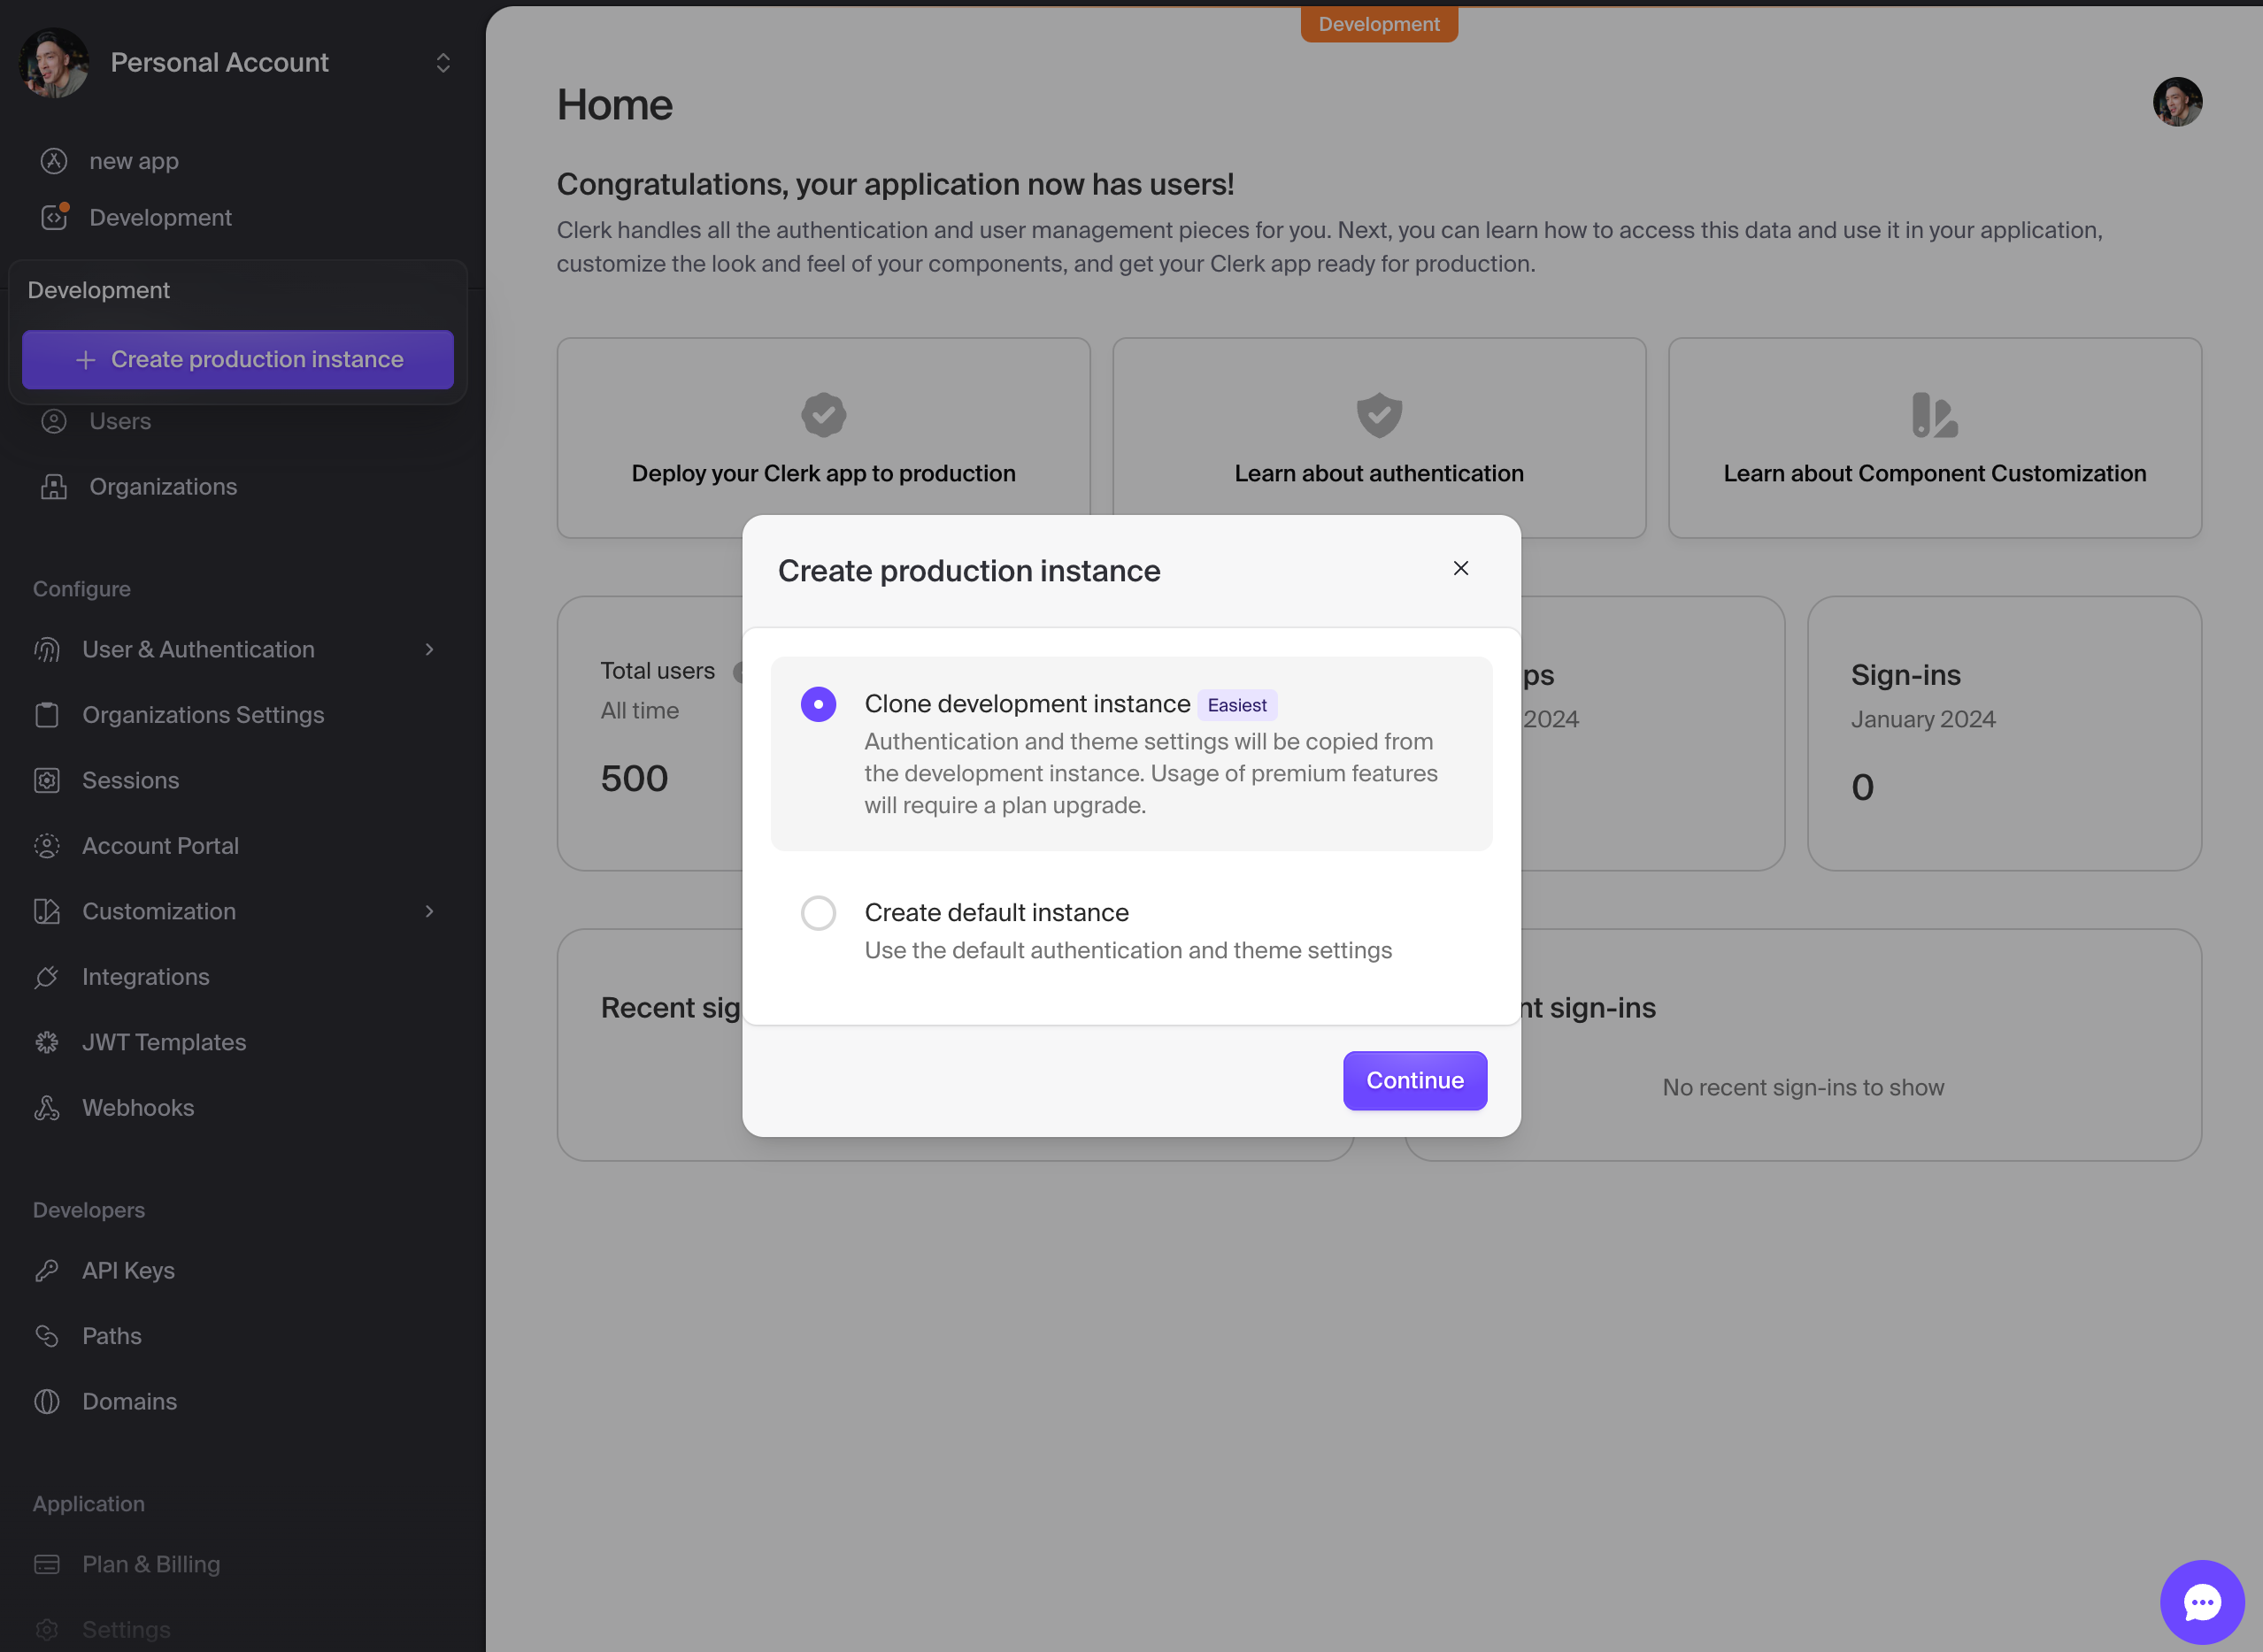 Personal Account
new app
Development
Development
Create production instance
Users
Organizations
Configure
User & Authentication
Organizations Settings
Sessions
Account Portal
Customization
Integrations
JWT Templates
Webhooks
Developers
API Keys
Paths
Domains
Application
Plan & Billing
Settings
Development
Home
Congratulations, your application now has users!
Clerk handles all the authentication and user management pieces for you. Next, you can learn how to access this data and use it in your application,
customize the look and feel of your components, and get your Clerk app ready for production.
Deploy your Clerk app to production
Learn about authentication
Learn about Component Customization
Total users
All time
500
ps
2024
Sign-ins
January 2024
0
Recent sig
nt sign-ins
No recent sign-ins to show
Create production instance
Clone development instance Easiest
Authentication and theme settings will be copied from
the development instance. Usage of premium features
will require a plan upgrade.
Create default instance
Use the default authentication and theme settings
Continue